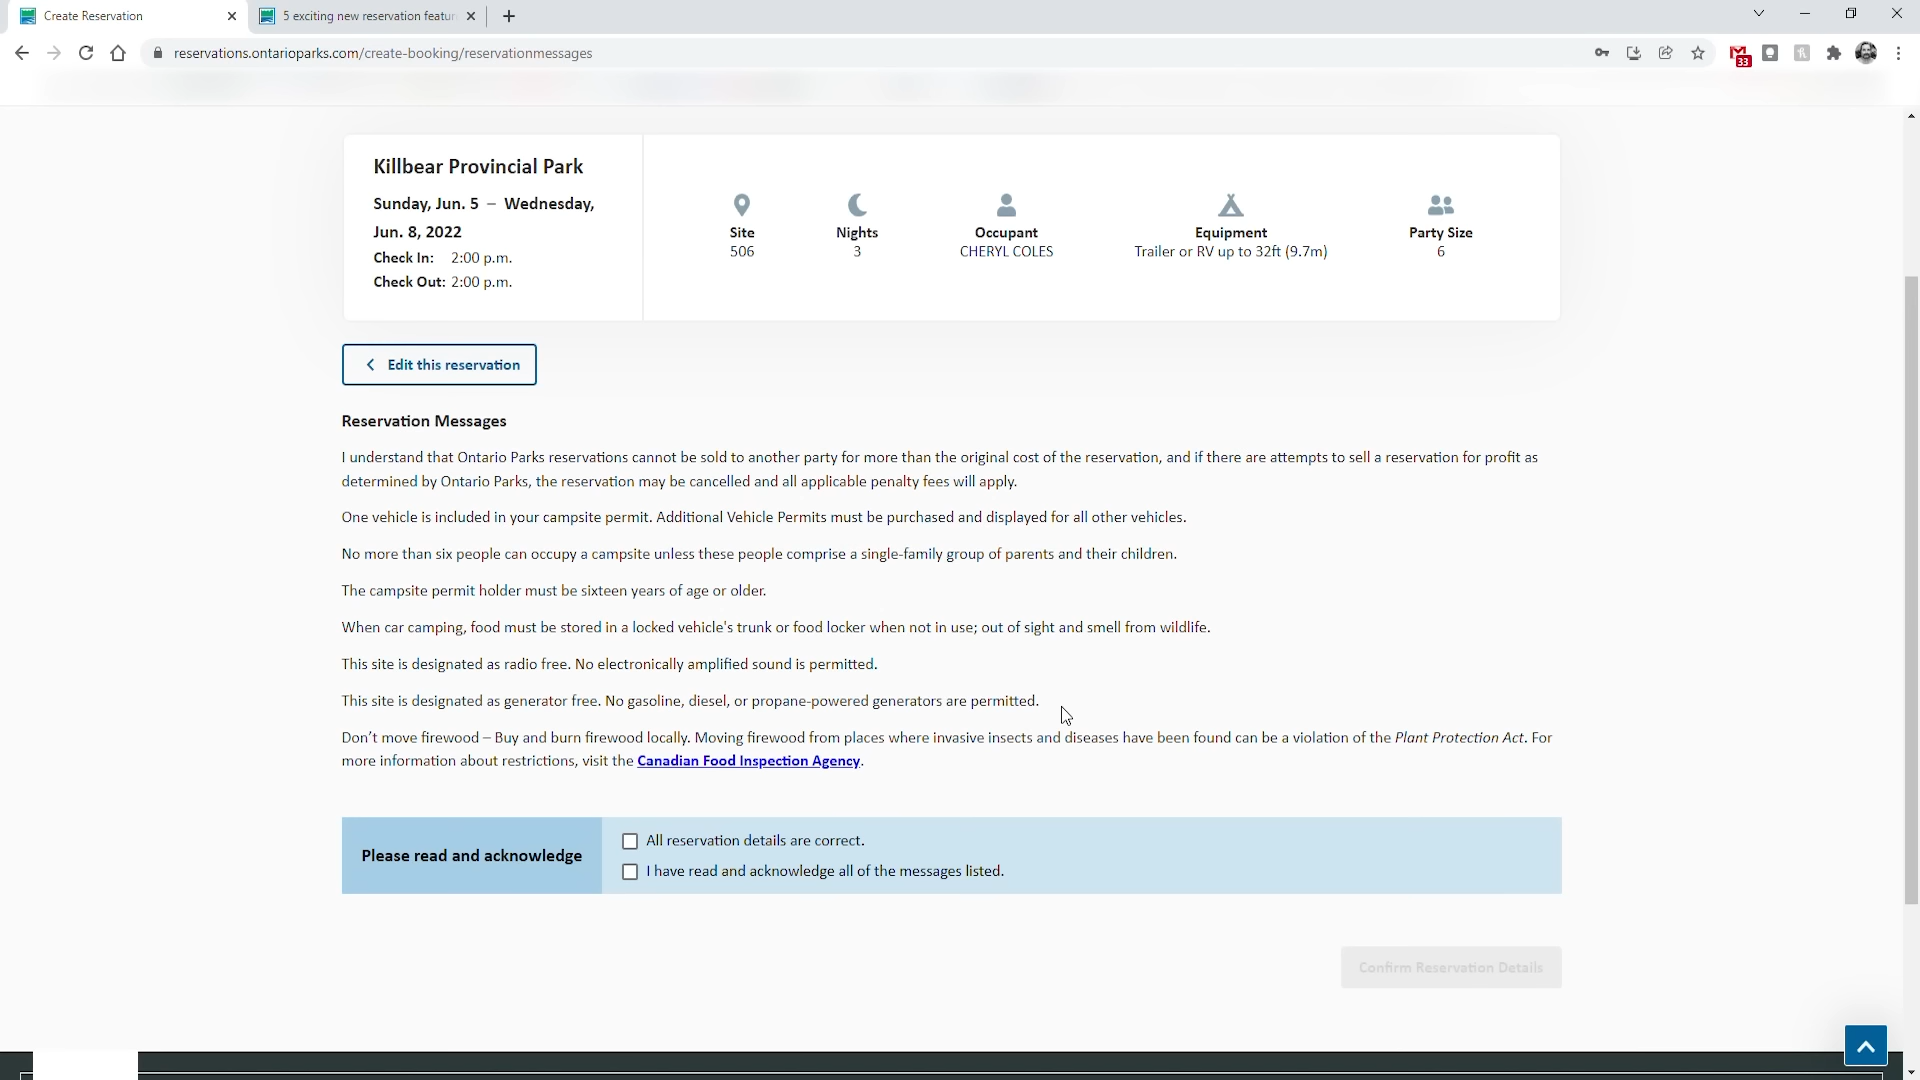 Create Reservation
5 exciting new reservation featur
reservations.ontarioparks.com/create-booking/reservationmessages
33
Killbear Provincial Park
Sunday, Jun. 5 – Wednesday,
Jun. 8, 2022
Check In: 2:00 p.m.
Check Out: 2:00 p.m.
Site
506
Nights
3
Occupant
CHERYL COLES
Equipment
Trailer or RV up to 32ft (9.7m)
Party Size
6
Edit this reservation
Reservation Messages
I understand that Ontario Parks reservations cannot be sold to another party for more than the original cost of the reservation, and if there are attempts to sell a reservation for profit as
determined by Ontario Parks, the reservation may be cancelled and all applicable penalty fees will apply.
One vehicle is included in your campsite permit. Additional Vehicle Permits must be purchased and displayed for all other vehicles.
No more than six people can occupy a campsite unless these people comprise a single-family group of parents and their children.
The campsite permit holder must be sixteen years of age or older.
When car camping, food must be stored in a locked vehicle's trunk or food locker when not in use; out of sight and smell from wildlife.
This site is designated as radio free. No electronically amplified sound is permitted.
This site is designated as generator free. No gasoline, diesel, or propane-powered generators are permitted.
Don't move firewood – Buy and burn firewood locally. Moving firewood from places where invasive insects and diseases have been found can be a violation of the Plant Protection Act. For
more information about restrictions, visit the Canadian Food Inspection Agency.
Please read and acknowledge
All reservation details are correct.
I have read and acknowledge all of the messages listed.
Confirm Reservation Details